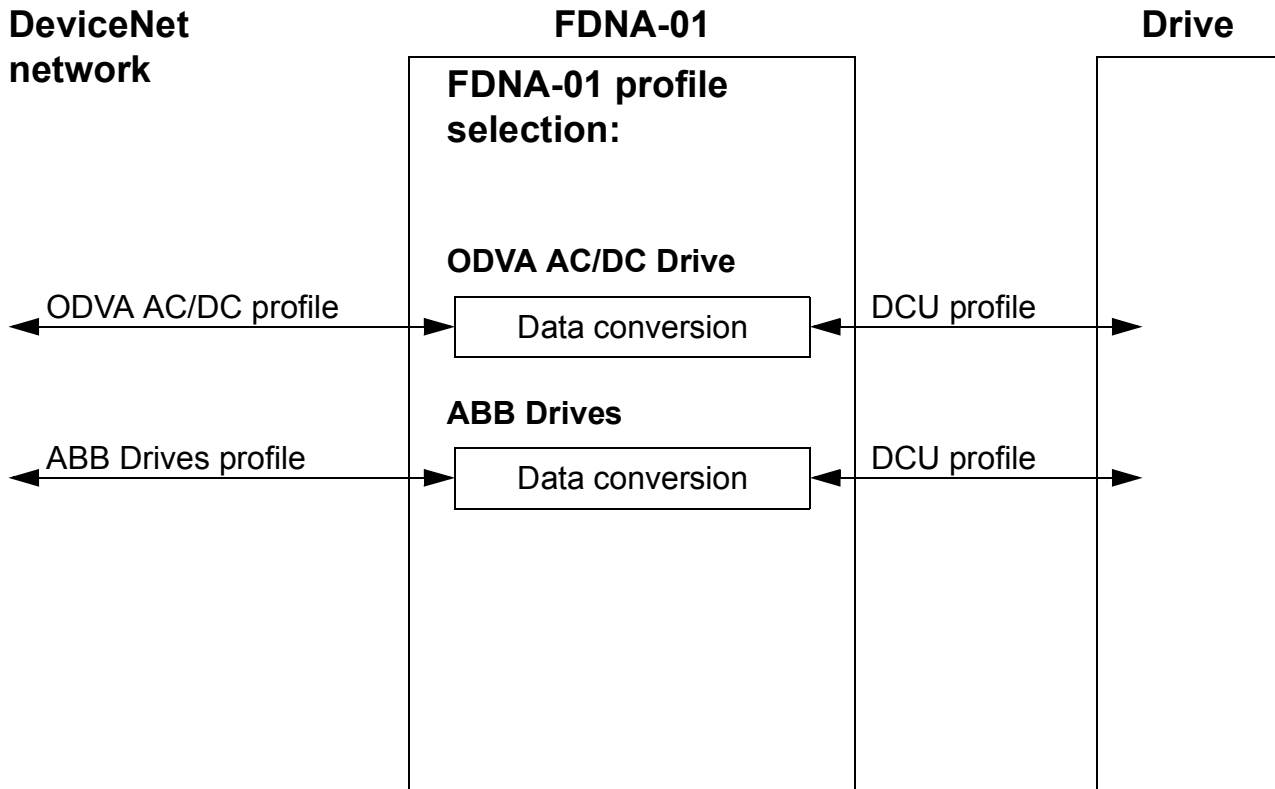 DeviceNet
network
FDNA-01
Drive
FDNA-01 profile
selection:
ODVA AC/DC Drive
ODVA AC/DC profile
Data conversion
DCU profile
ABB Drives
ABB Drives profile
Data conversion
DCU profile